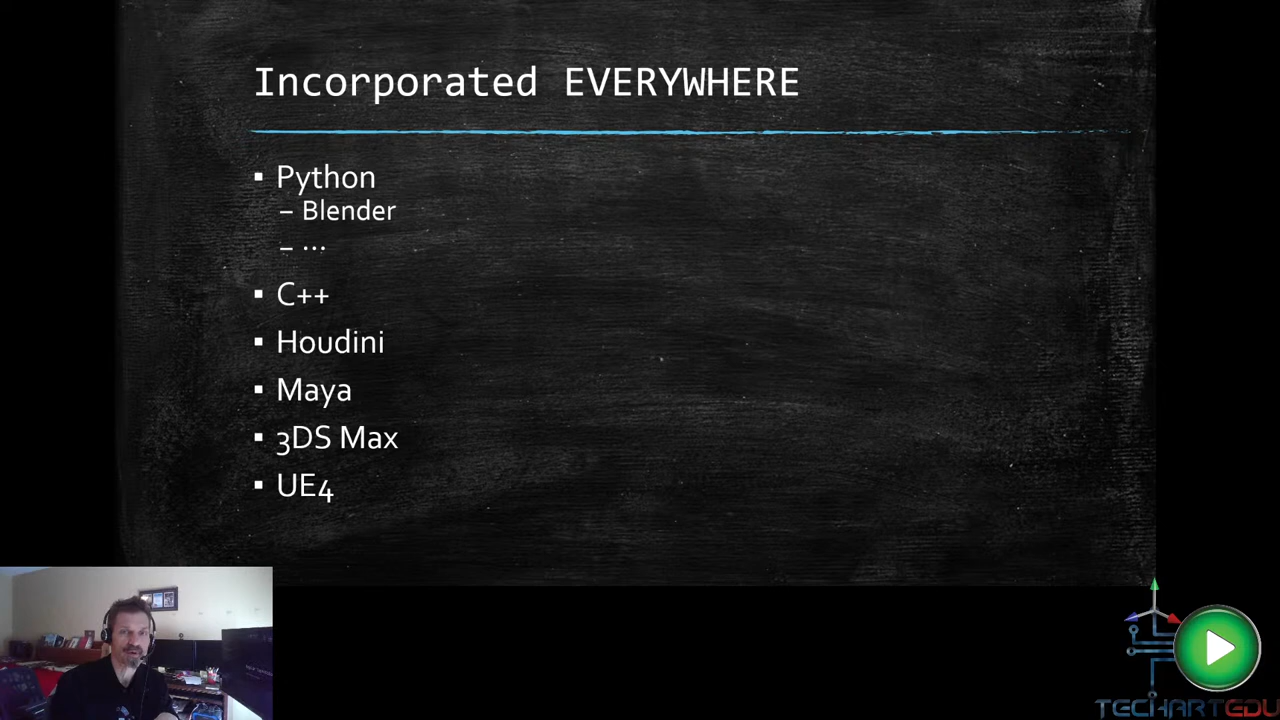 Incorporated EVERYWHERE
▪ Python
– Blender
– ...
▪ C++
▪ Houdini
▪ Maya
▪ 3DS Max
▪ UE4
TECHARTEDU